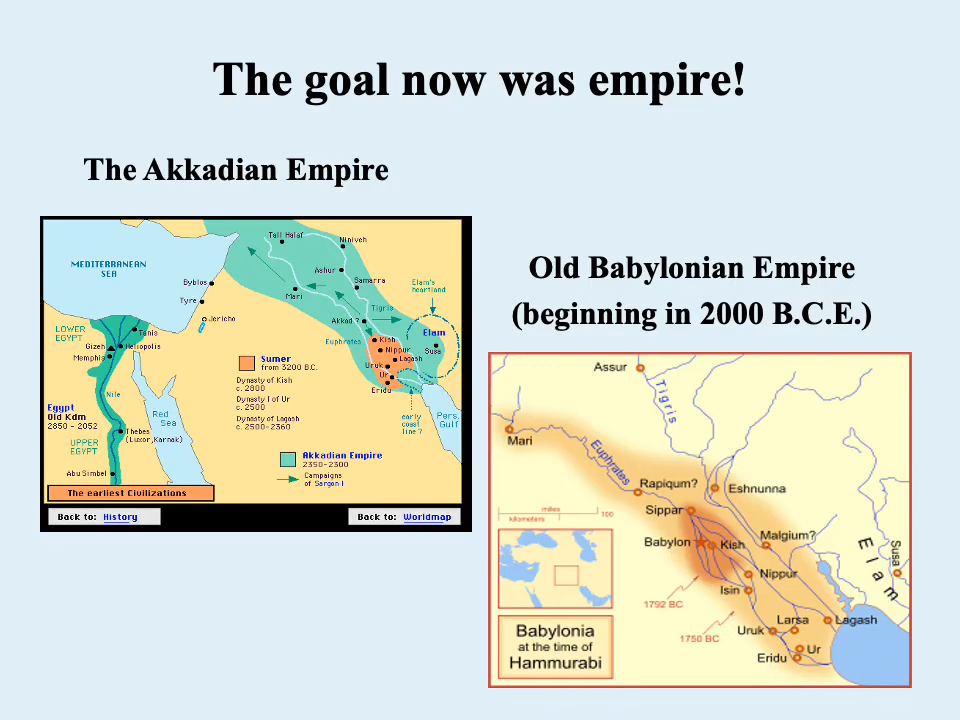 The goal now was empire!
The Akkadian Empire
Tall Halaf
Niniveh
MEDITERRANEAN
SEA
Ashur
Samarra
Elam's
heartland
Byblos
Mari
Tigris
Tyre
Akkad ?
Jericho
LOWER
EGYPT
Tanis
Elam
Gizeh
Heliopolis
Euphrates
Kish
Susa
Memphis
Nippur
Sumer
from 3200 B.C.
Lagash
Uruk
Ur
Dynasty of Kish
c. 2800
Eridu
Nile
Dynasty I of Ur
c. 2500
Egypt
Old Kdm
2850 - 2052
Red
Sea
early
coast
line ?
Pers.
Gulf
Dynasty of Lagash
c. 2500-2360
Thebes
(Luxor,Karnak)
UPPER
EGYPT
Akkadian Empire
2350-2300
Abu Simbel
Campaigns
of Sargon I
The earliest Civilizations
Back to: History
Back to: Worldmap
Old Babylonian Empire
(beginning in 2000 B.C.E.)
Assur
Tigris
Mari
Euphrates
Rapiqum?
Eshnunna
Sippar
miles
100
kilometers
Babylon
Kish
Malgium?
Elam
Susa
Nippur
Isin
1792 BC
Larsa
Lagash
Uruk
1750 BC
Babylonia
at the time of
Hammurabi
Ur
Eridu